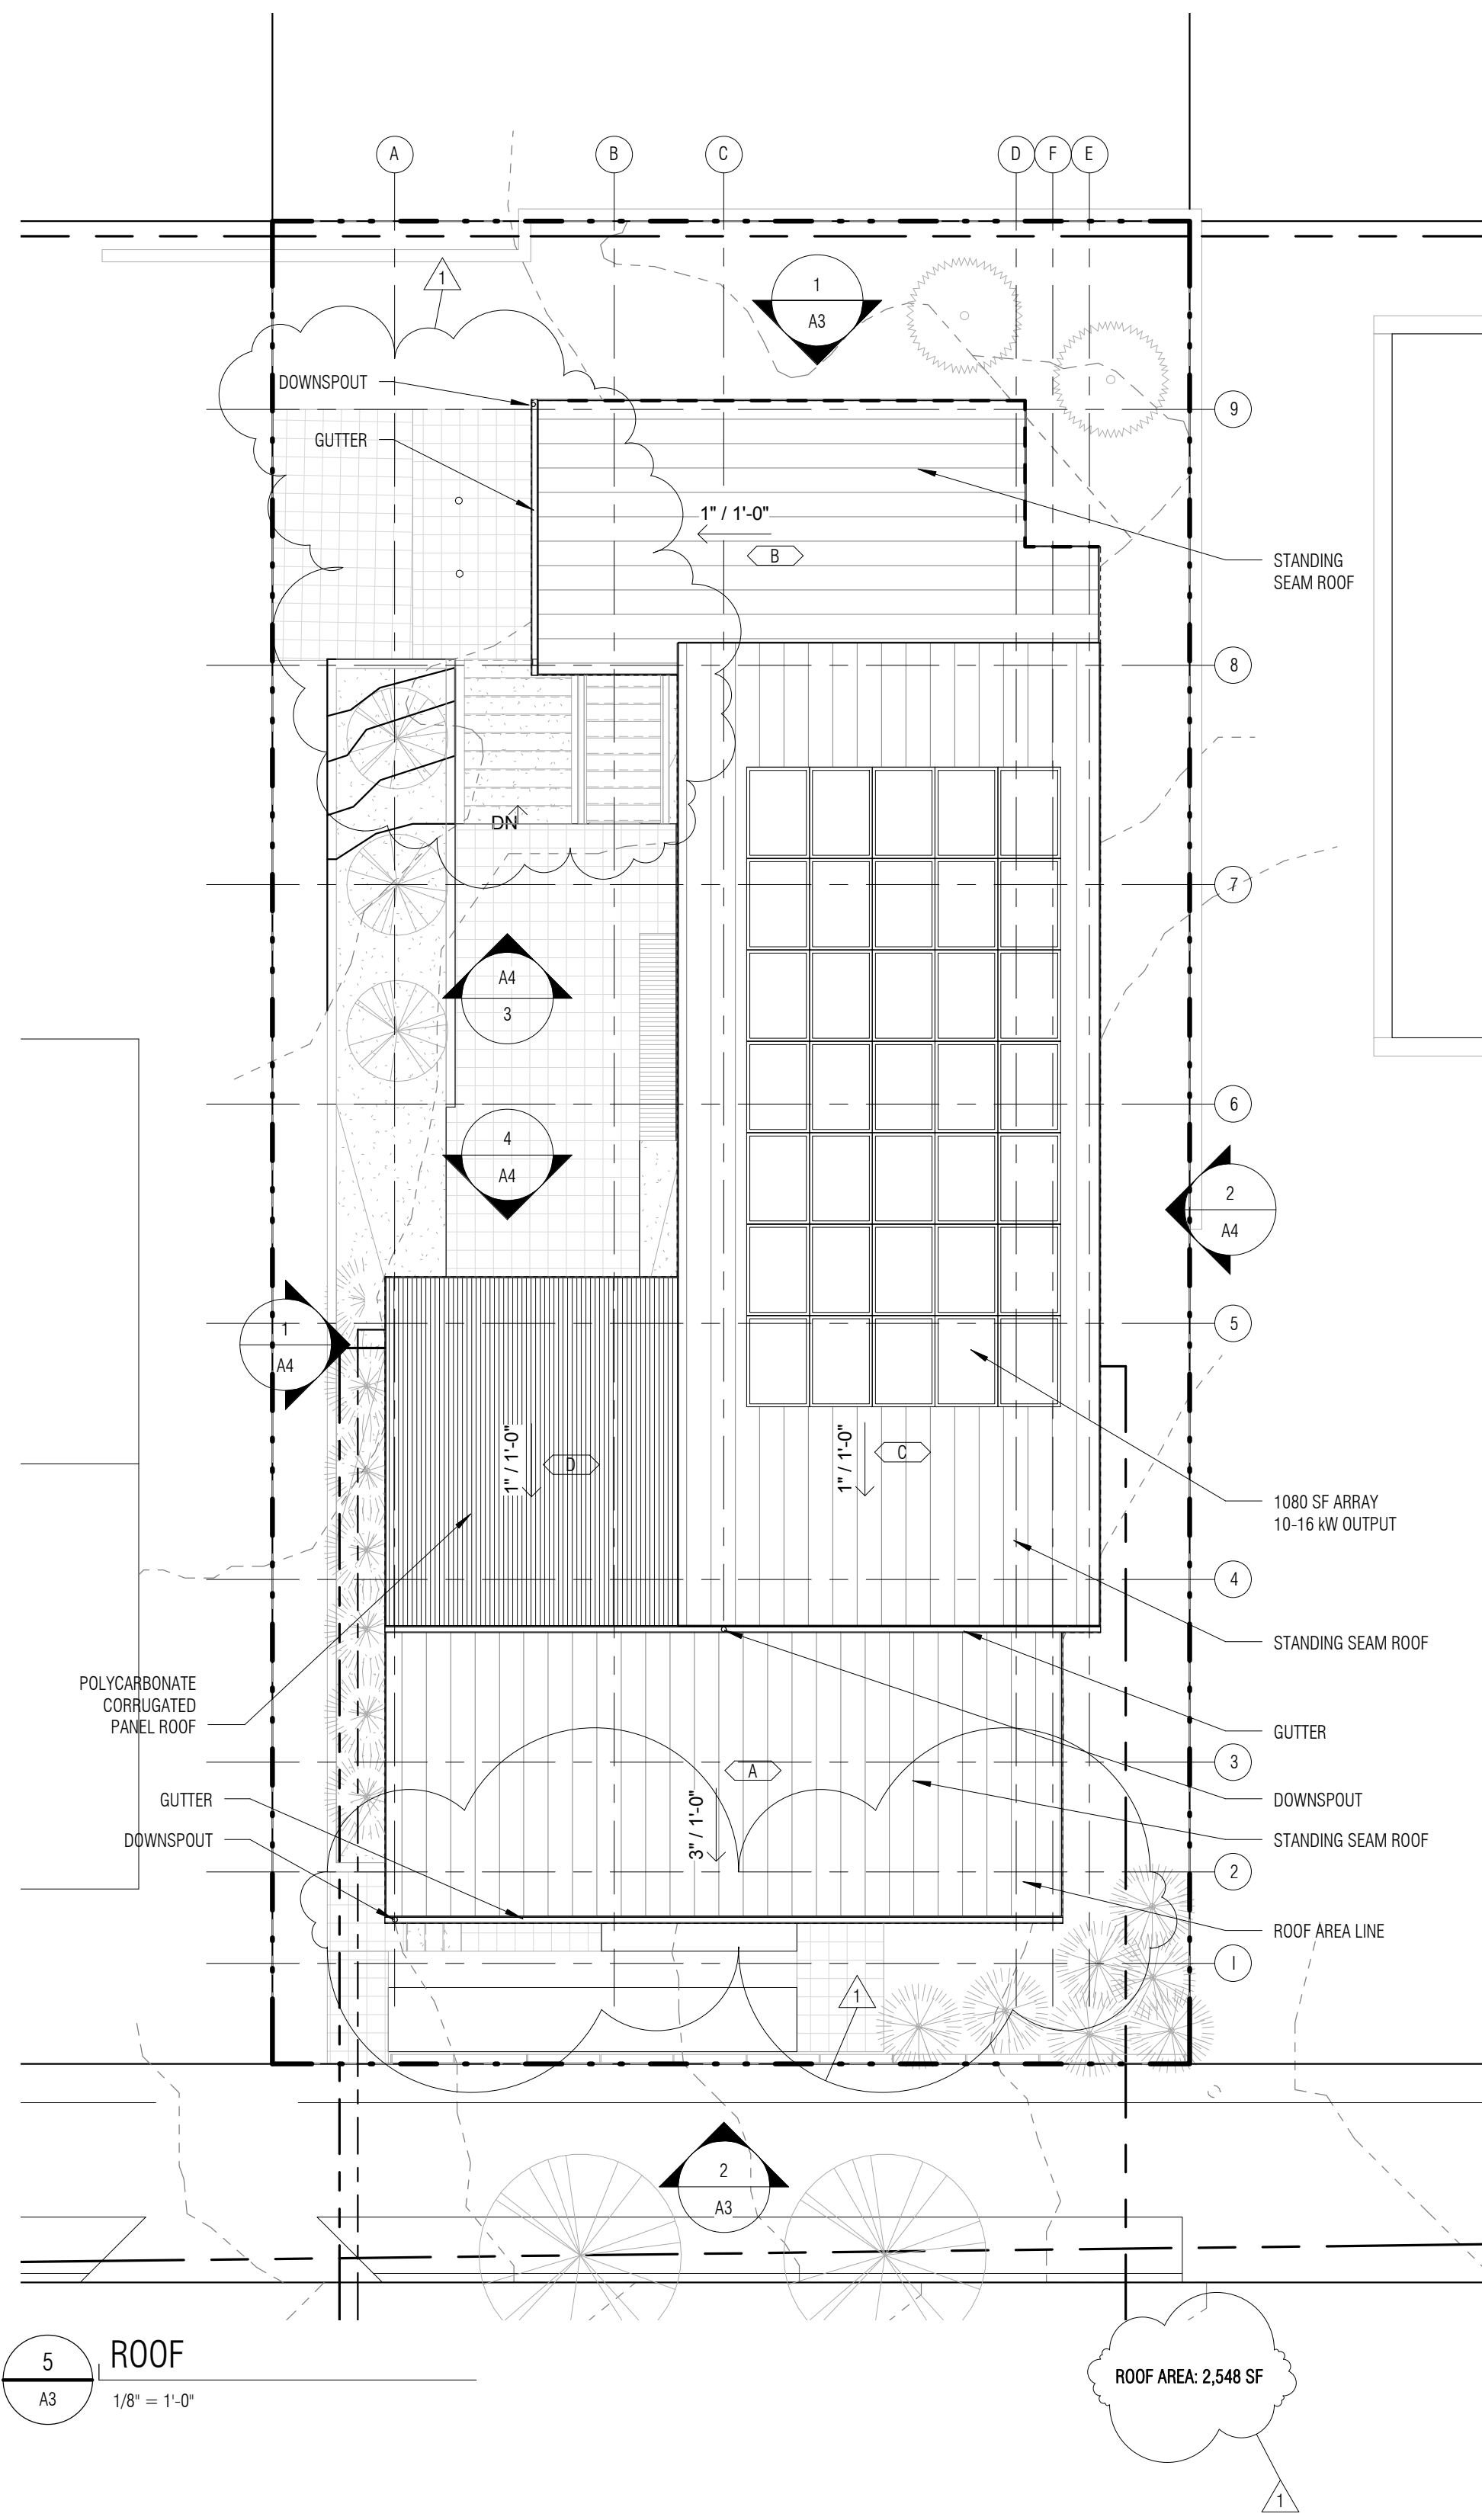 A
B
C
D
F
E
1
1
A3
DOWNSPOUT
9
GUTTER
1" / 1'-0"
B
STANDING
SEAM ROOF
8
DN
7
A4
3
6
4
A4
2
A4
5
1
A4
1" / 1'-0"
D
1" / 1'-0"
C
1080 SF ARRAY
10-16 kW OUTPUT
4
STANDING SEAM ROOF
POLYCARBONATE
CORRUGATED
PANEL ROOF
GUTTER
3
A
GUTTER
3" / 1'-0"
DOWNSPOUT
DOWNSPOUT
STANDING SEAM ROOF
2
ROOF AREA LINE
1
1
2
A3
5
A3
ROOF
1/8" = 1'-0"
ROOF AREA: 2,548 SF
1